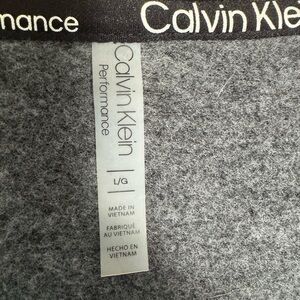 rmance Calvin Kle
Calvin Klein
Performance
L/G
MADE IN
VIETNAM
FABRIQUÉ
AU VIETNAM
HECHO EN
VIETNAM